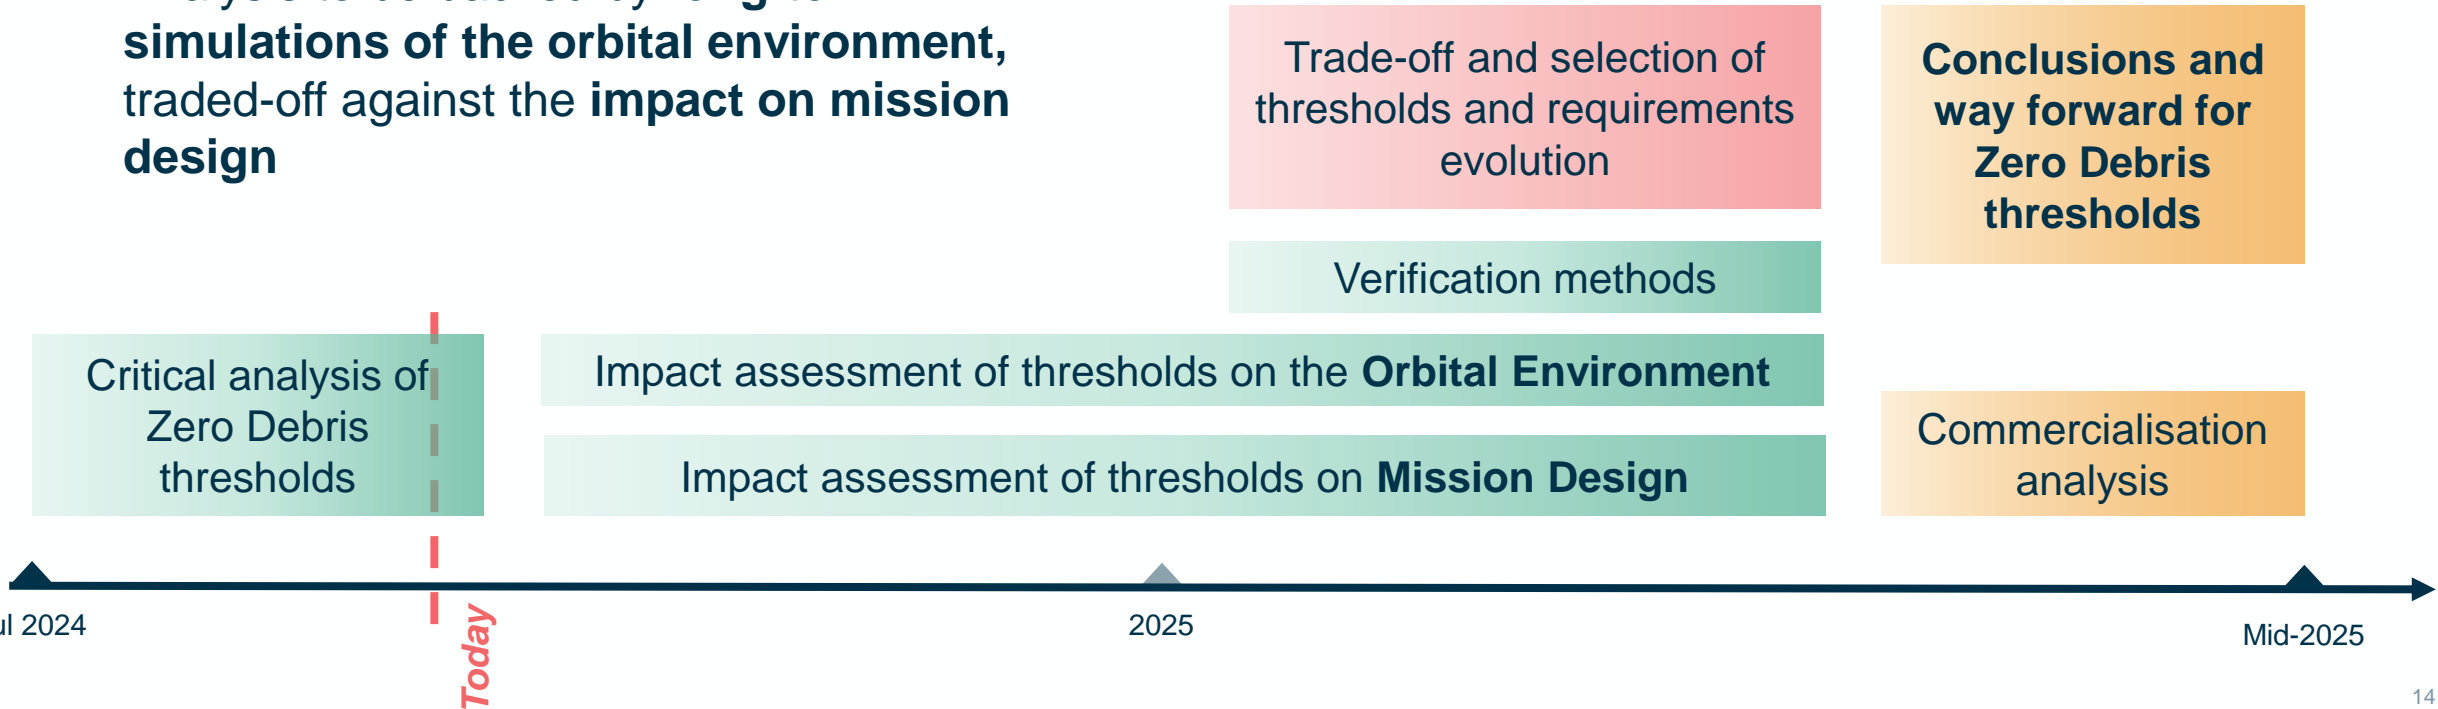 simulations of the orbital environment,
traded-off against the impact on mission
design
Trade-off and selection of
thresholds and requirements
evolution
Conclusions and
way forward for
Zero Debris
thresholds
Verification methods
Critical analysis of
Zero Debris
thresholds
Impact assessment of thresholds on the Orbital Environment
Impact assessment of thresholds on Mission Design
Commercialisation
analysis
2024
2025
Mid-2025
Today
14